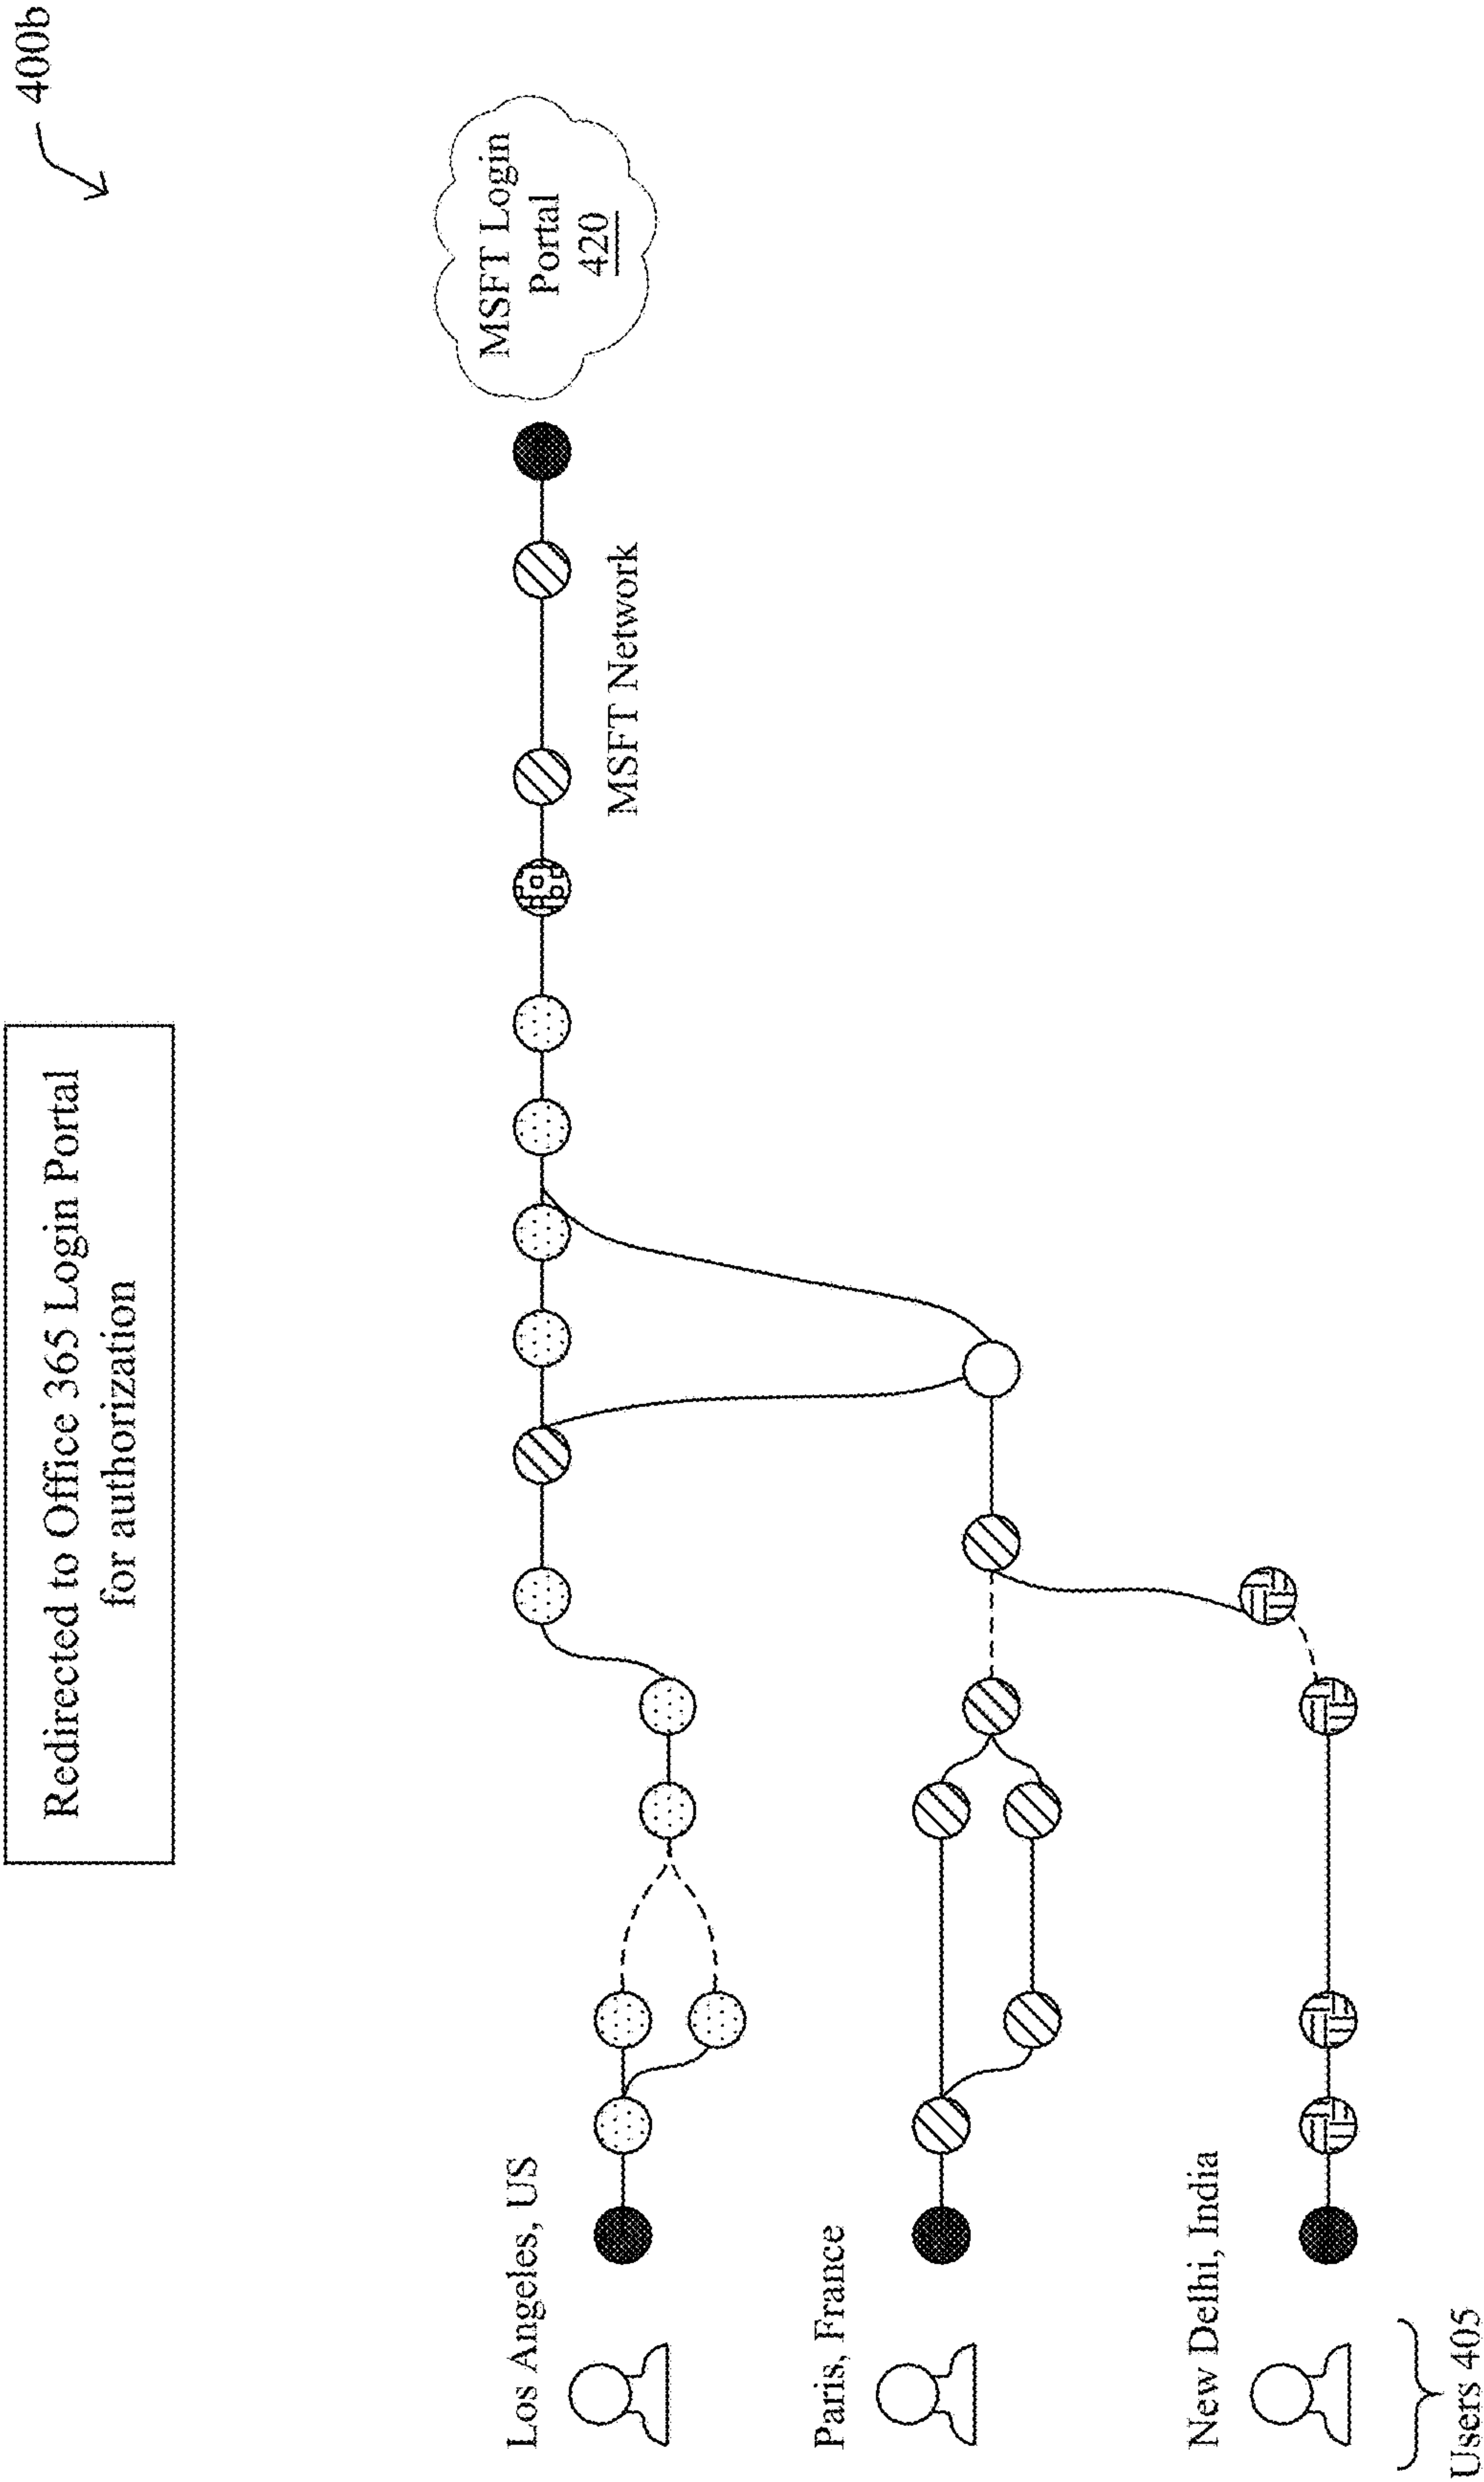 400b
Redirected to Office 365 Login Portal
for authorization
MSFT Login
Portal
420
MSFT Network
Los Angeles, US
Paris, France
New Delhi, India
Users 405